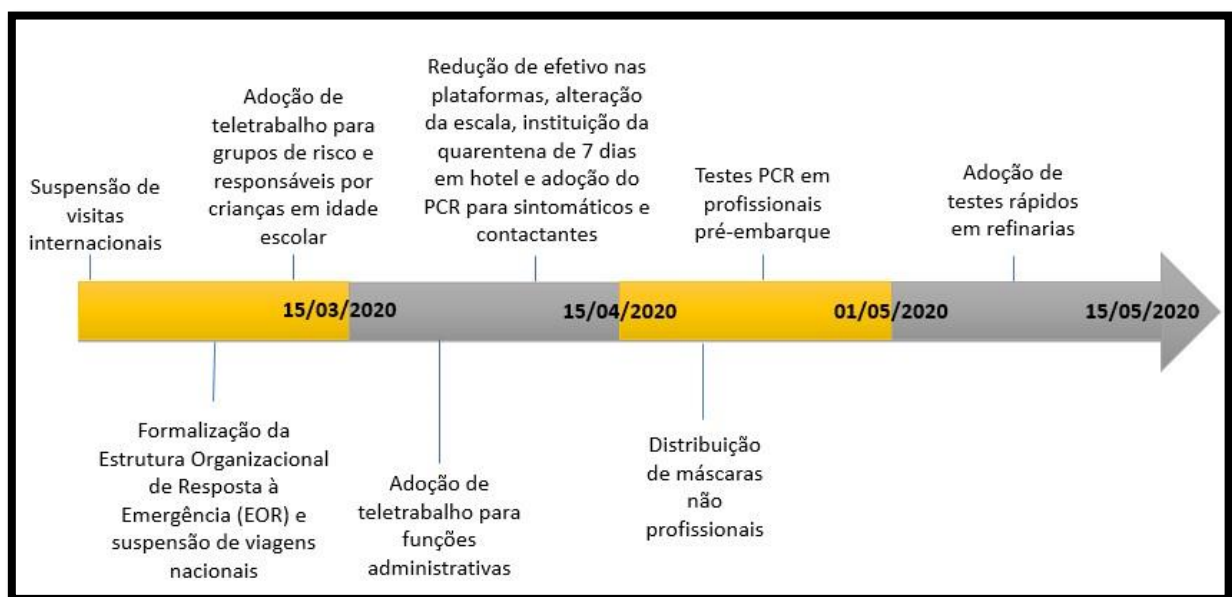 Suspensão de
visitas
internacionais
Adoção de
teletrabalho para
grupos de risco e
responsáveis por
crianças em idade
escolar
Redução de efetivo nas
plataformas, alteração
da escala, instituição da
quarentena de 7 dias
em hotel e adoção do
PCR para sintomáticos e
contactantes
Testes PCR em
profissionais
pré-embarque
Adoção de
testes rápidos
em refinarias
15/03/2020
15/04/2020
01/05/2020
15/05/2020
Formalização da
Estrutura Organizacional
de Resposta à
Emergência (EOR) e
suspensão de viagens
nacionais
Adoção de
teletrabalho para
funções
administrativas
Distribuição
de máscaras
não
profissionais